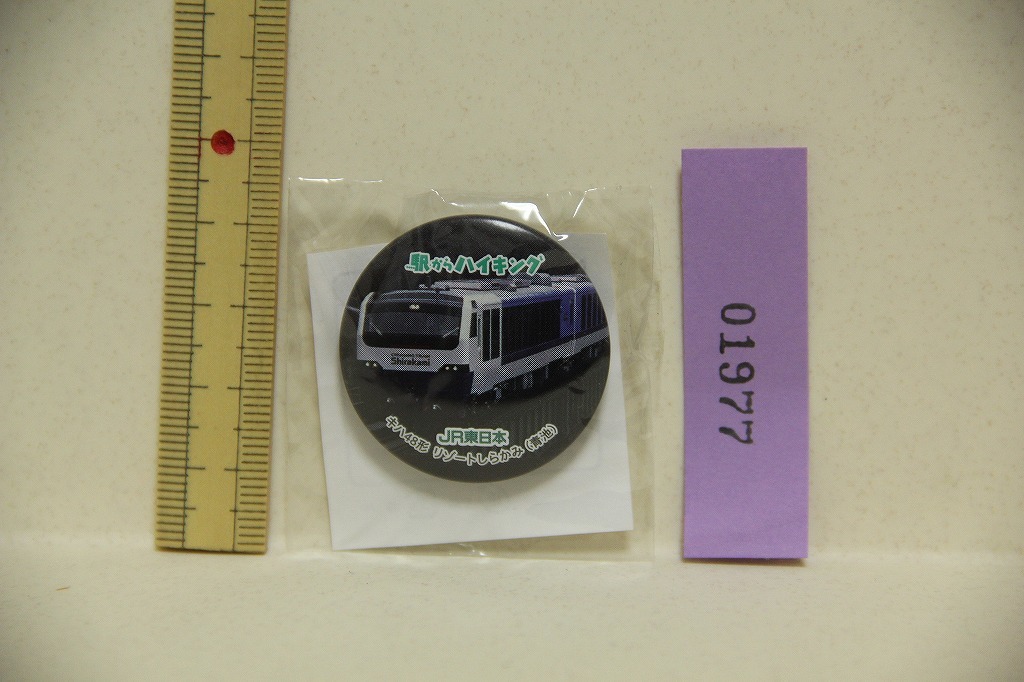 駅からハイキング
Shirakami
JR東日本
キハ48形 リゾートしらかみ(青池)
01977